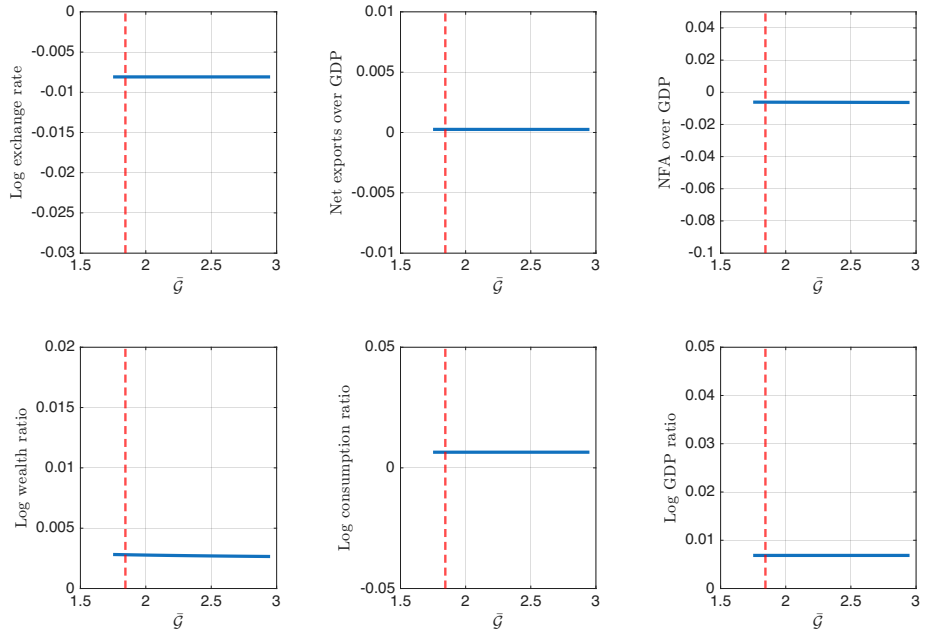 Log exchange rate
0
-0.005
-0.01
-0.015
-0.02
-0.025
-0.03
1.5 2 2.5 3
𝒢̄
Net exports over GDP
0.01
0.005
0
-0.005
-0.01
1.5 2 2.5 3
𝒢̄
NFA over GDP
0.04
0.02
0
-0.02
-0.04
-0.06
-0.08
-0.1
1.5 2 2.5 3
𝒢̄
Log wealth ratio
0.02
0.015
0.01
0.005
0
1.5 2 2.5 3
𝒢̄
Log consumption ratio
0.05
0
-0.05
1.5 2 2.5 3
𝒢̄
Log GDP ratio
0.05
0.04
0.03
0.02
0.01
0
1.5 2 2.5 3
𝒢̄